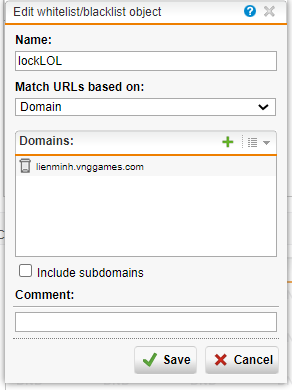 Edit whitelist/blacklist object
Name:
lockLOL
Match URLs based on:
Domain
Domains:
lienminh.vnggames.com
Include subdomains
Comment:
Save Cancel